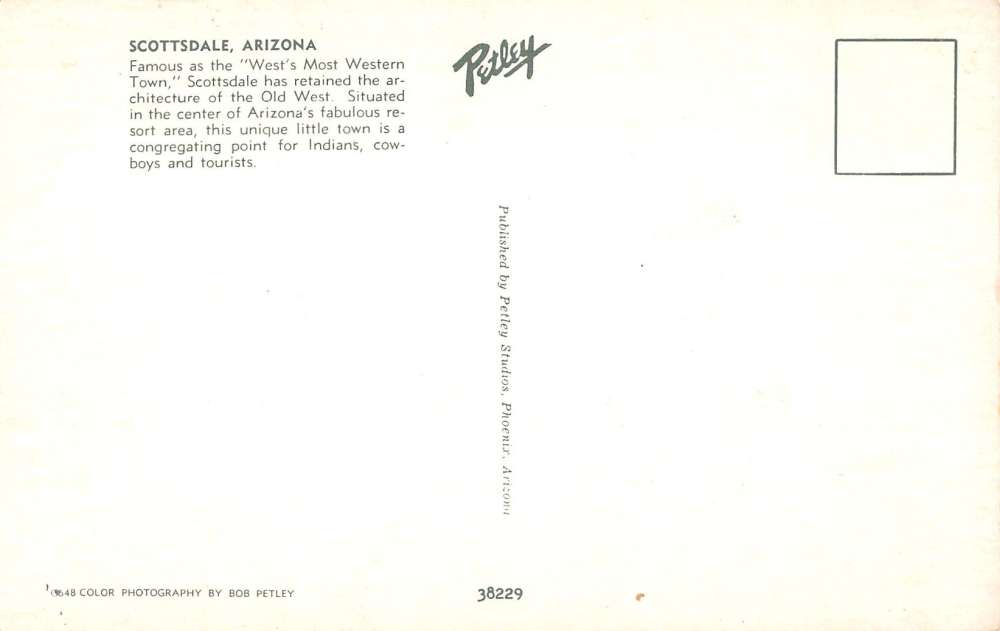 SCOTTSDALE, ARIZONA
Famous as the "West's Most Western
Town," Scottsdale has retained the ar-
chitecture of the Old West. Situated
in the center of Arizona's fabulous re-
sort area, this unique little town is a
congregating point for Indians, cow-
boys and tourists.
Petley
Published by Petley Studios, Phoenix, Arizona
COLOR PHOTOGRAPHY BY BOB PETLEY
38229